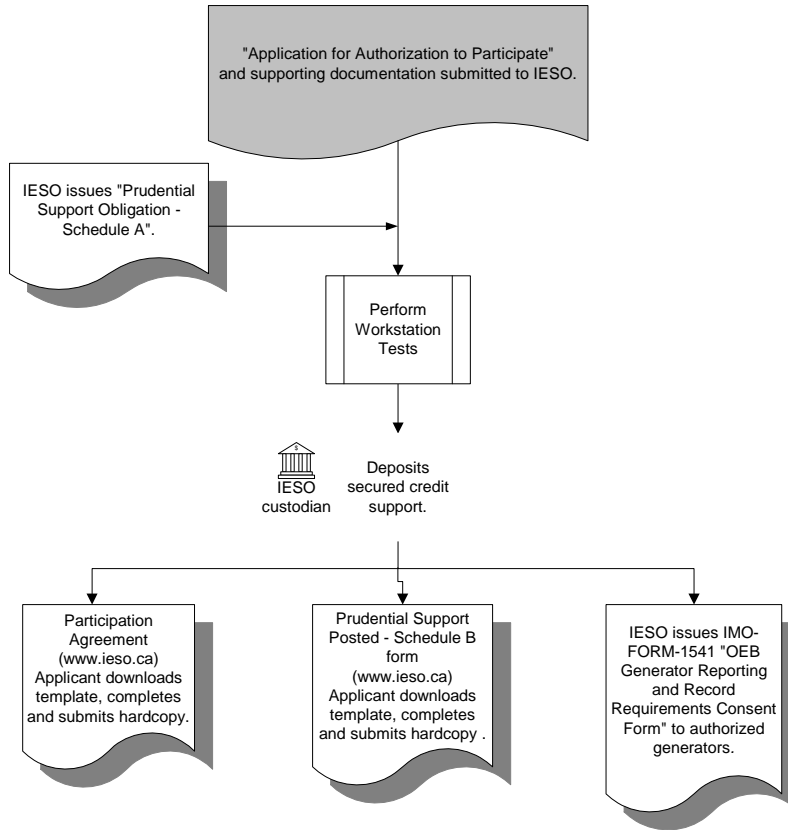 "Application for Authorization to Participate"
and supporting documentation submitted to IESO.
IESO issues "Prudential
Support Obligation -
Schedule A".
Perform
Workstation
Tests
$
IESO
custodian
Deposits
secured credit
support.
Participation
Agreement
(www.ieso.ca)
Applicant downloads
template, completes
and submits hardcopy.
Prudential Support
Posted - Schedule B
form
(www.ieso.ca)
Applicant downloads
template, completes
and submits hardcopy .
IESO issues IMO-
FORM-1541 "OEB
Generator Reporting
and Record
Requirements Consent
Form" to authorized
generators.